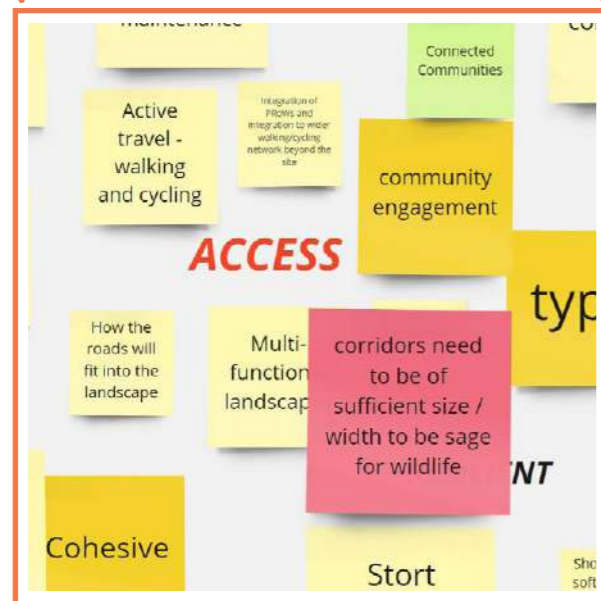 Connected
Communities
Active
travel -
walking
and cycling
Integration of
PRoWs and
integration to wider
walking/cycling
network beyond the
site
community
engagement
ACCESS
typ
How the
roads will
fit into the
landscape
Multi-
function
landscap
corridors need
to be of
sufficient size /
width to be sage
for wildlife
NT
Cohesive
Stort
Sho
soft